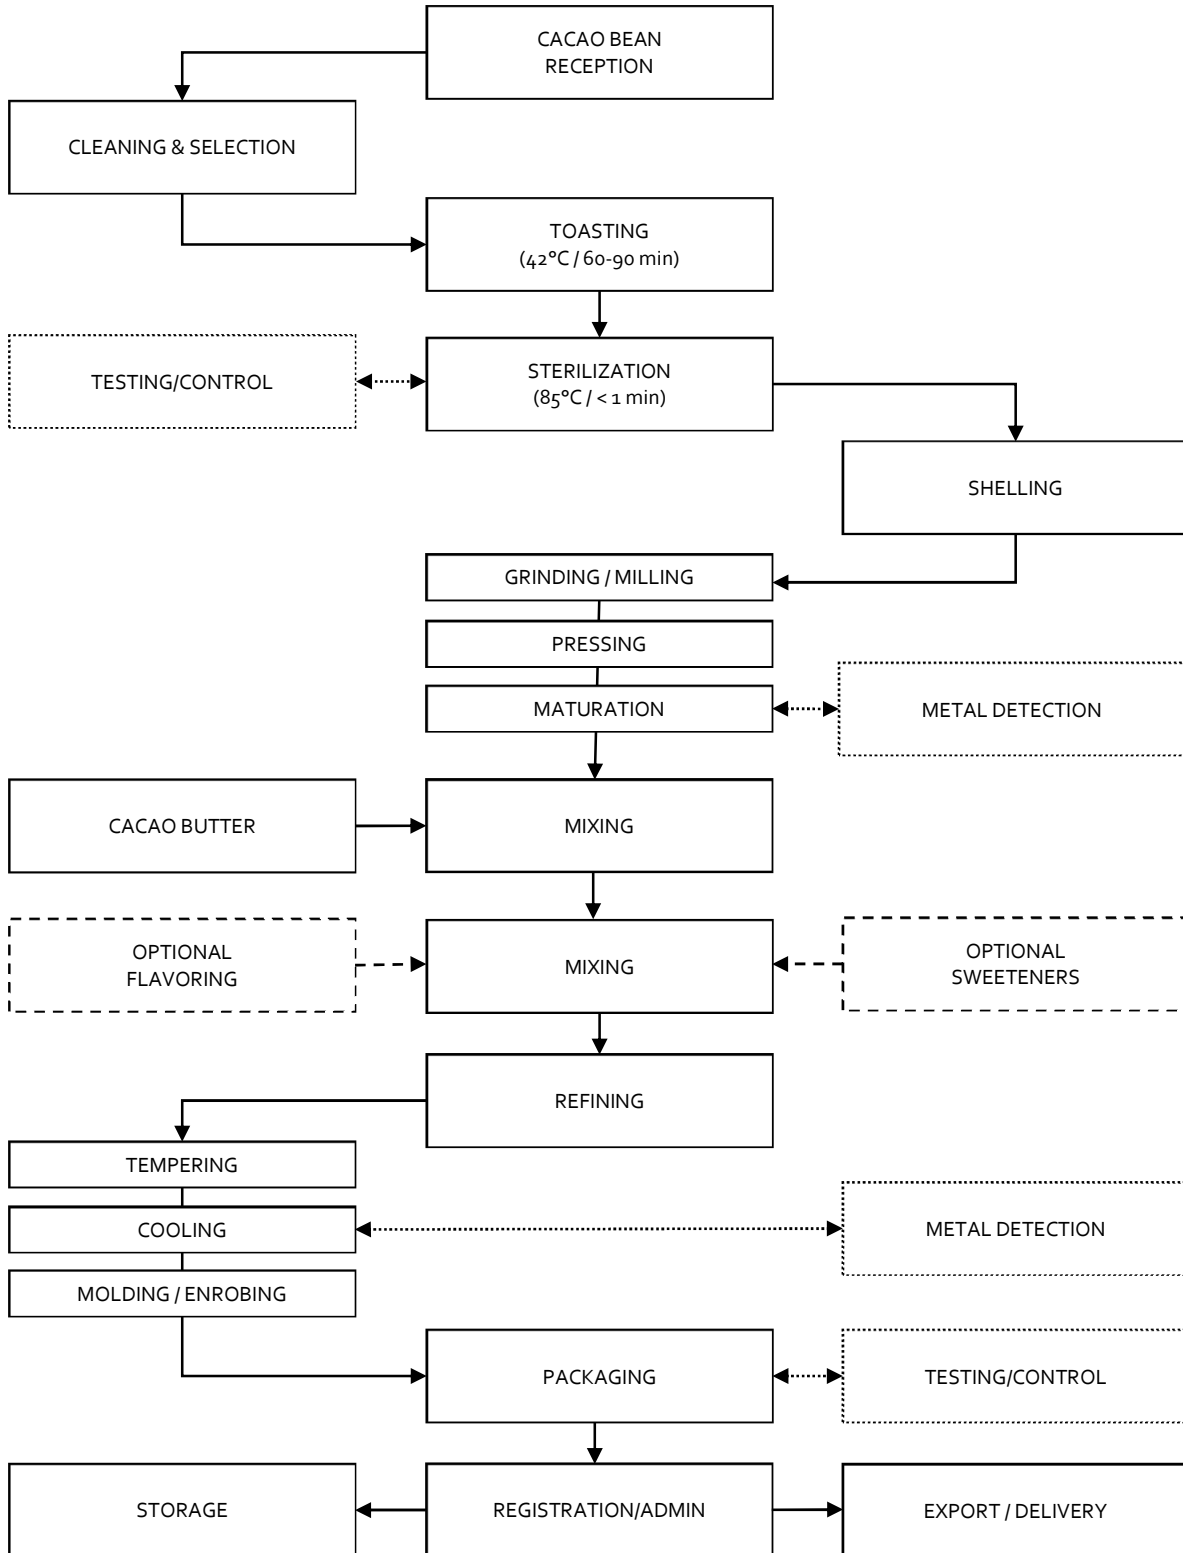 CACAO BEAN
RECEPTION
CLEANING & SELECTION
TOASTING
(42°C / 60-90 min)
TESTING/CONTROL
STERILIZATION
(85°C / < 1 min)
SHELLING
GRINDING / MILLING
PRESSING
MATURATION
METAL DETECTION
CACAO BUTTER
MIXING
OPTIONAL
FLAVORING
MIXING
OPTIONAL
SWEETENERS
REFINING
TEMPERING
COOLING
METAL DETECTION
MOLDING / ENROBING
PACKAGING
TESTING/CONTROL
STORAGE
REGISTRATION/ADMIN
EXPORT / DELIVERY